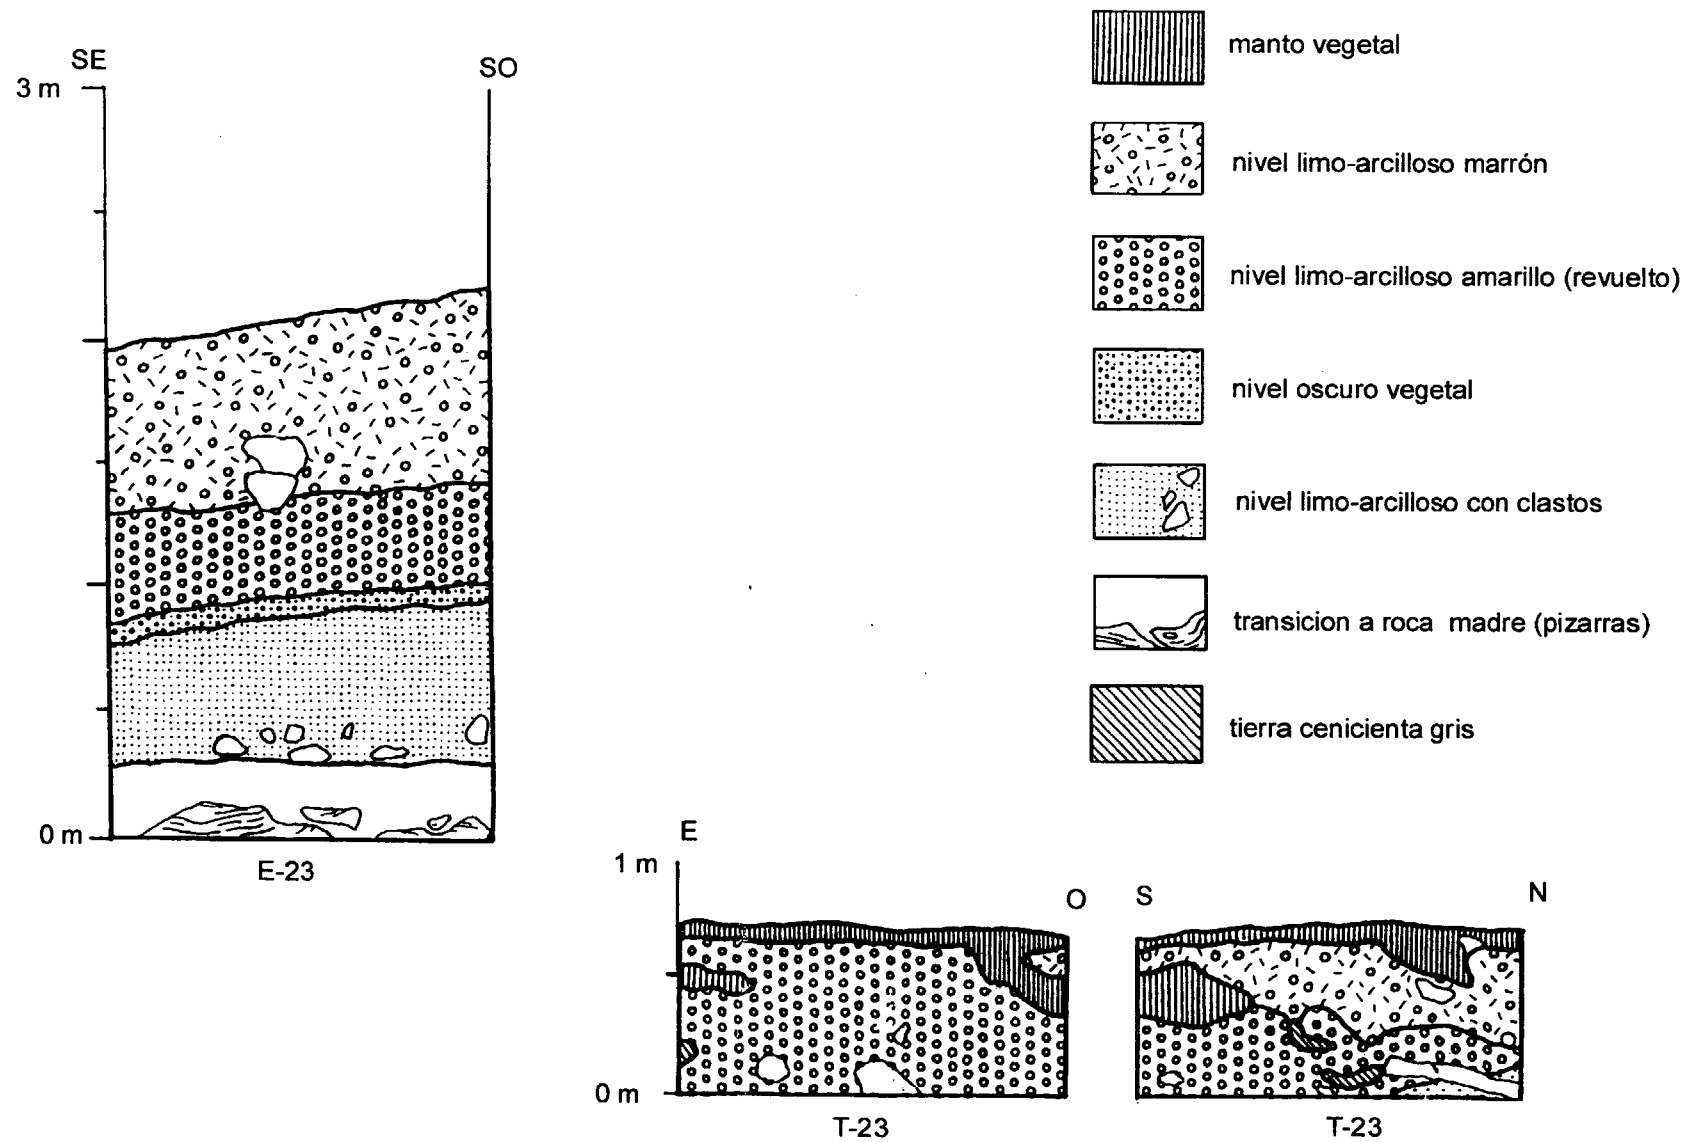 SE
SO
3 m
0 m
E-23
manto vegetal
nivel limo-arcilloso marrón
nivel limo-arcilloso amarillo (revuelto)
nivel oscuro vegetal
nivel limo-arcilloso con clastos
transicion a roca madre (pizarras)
tierra cenicienta gris
E
1 m
O
0 m
T-23
S
N
T-23